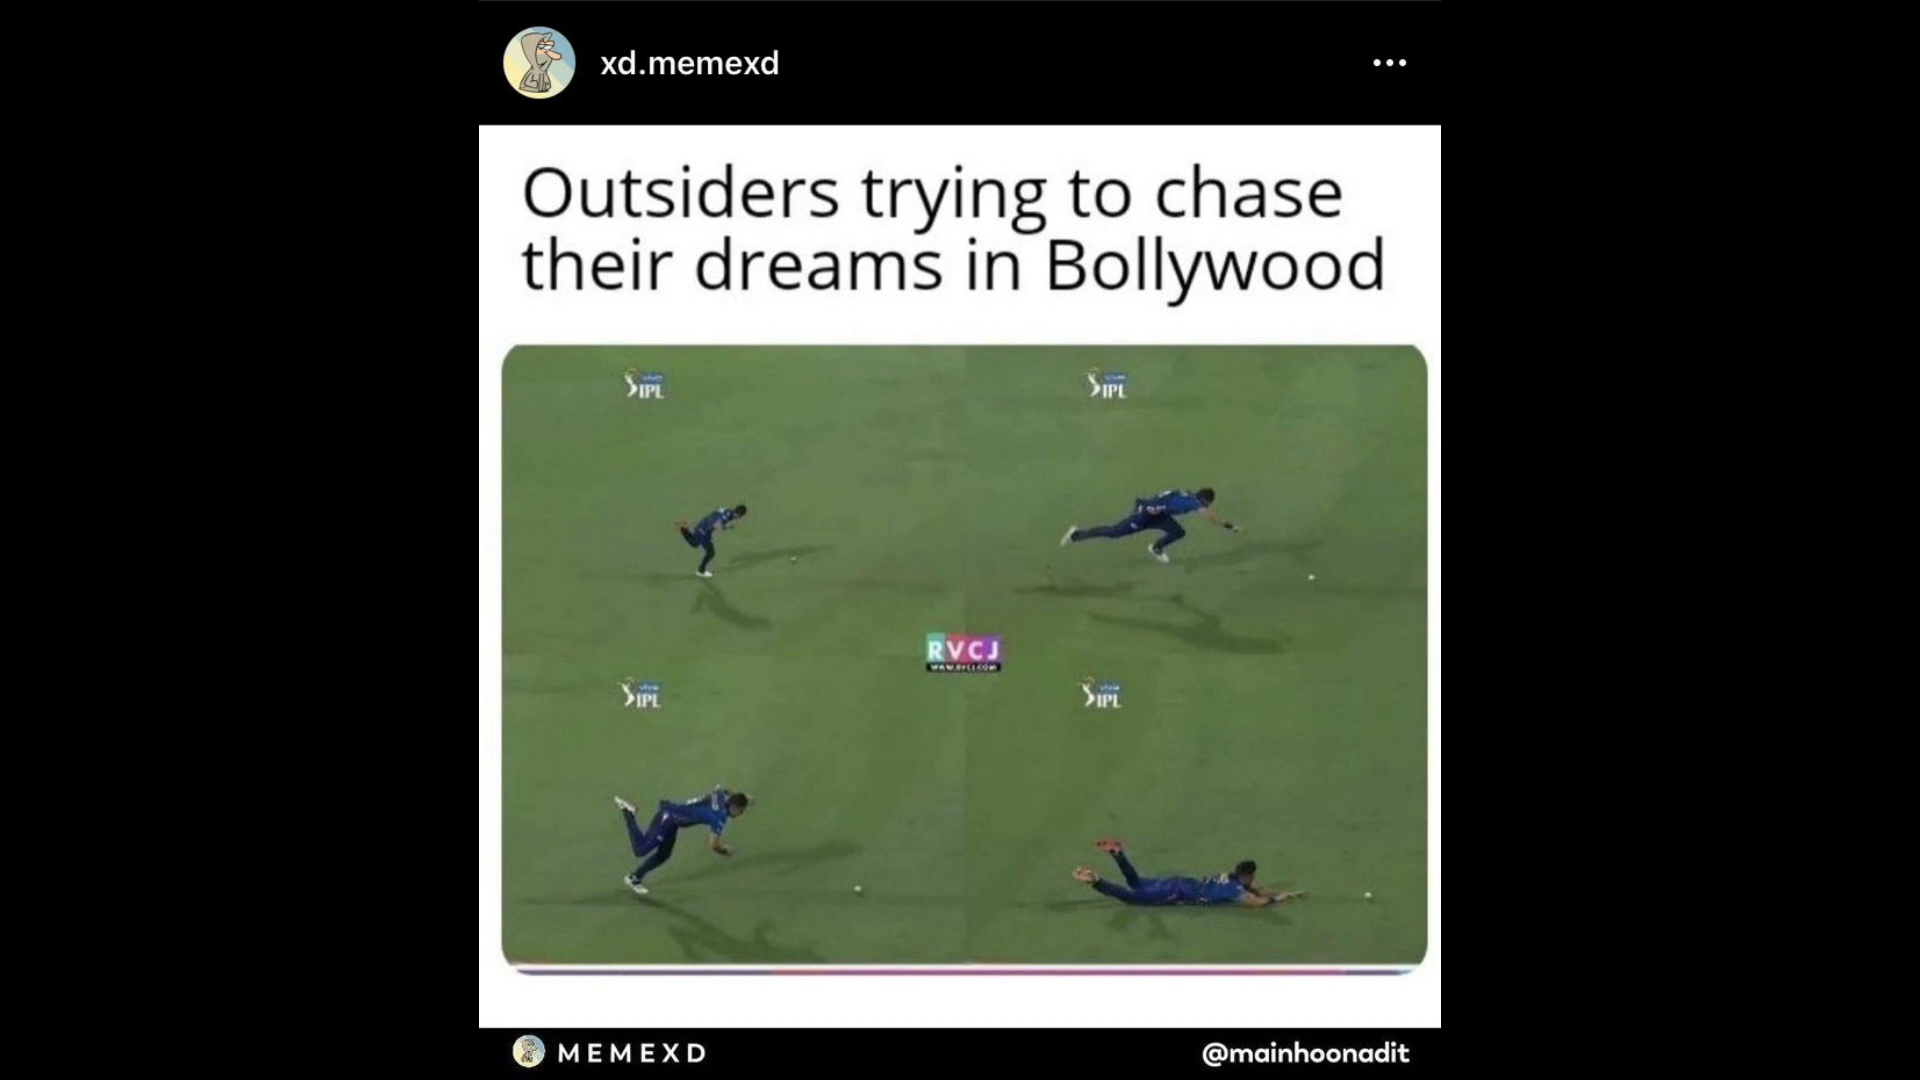 xd.memexd
Outsiders trying to chase
their dreams in Bollywood
IPL
IPL
RVCJ
IPL
IPL
MEMEXD
@mainhoonadit